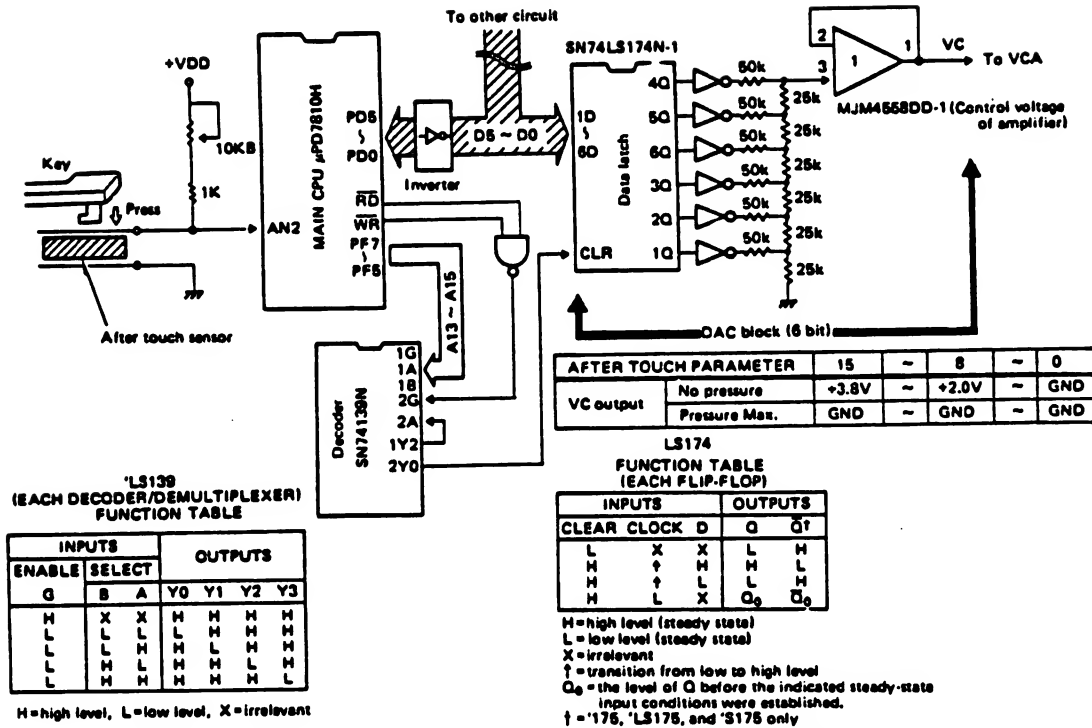 To other circuit
SN74LS174N-1
+VDD
10KB
1K
Key
Press
After touch sensor
MAIN CPU μPD7810H
PD5
~
PD0
RD
WR
PF7
~
PF5
AN2
Inverter
D5 ~ D0
A13 ~ A15
1D
~
6D
Data latch
CLR
4Q
5Q
6Q
3Q
2Q
1Q
50k
50k
50k
50k
50k
50k
25k
25k
25k
25k
25k
25k
2
3
1
1
VC
To VCA
MJM4558DD-1 (Control voltage
of amplifier)
DAC block (6 bit)
Decoder
SN74139N
1G
1A
1B
2G
2A
1Y2
2Y0
AFTER TOUCH PARAMETER 15 ~ 8 ~ 0
VC output No pressure +3.8V ~ +2.0V ~ GND
Pressure Max. GND ~ GND ~ GND
'LS139
(EACH DECODER/DEMULTIPLEXER)
FUNCTION TABLE
INPUTS OUTPUTS
ENABLE SELECT
G B A Y0 Y1 Y2 Y3
H X X H H H H
L L L L H H H
L L H H L H H
L H L H H L H
L H H H H H L
H=high level, L=low level, X=irrelevant
LS174
FUNCTION TABLE
(EACH FLIP-FLOP)
INPUTS OUTPUTS
CLEAR CLOCK D Q Q̅†
L X X L H
H ↑ H H L
H ↑ L L H
H L X Q₀ Q̅₀
H=high level (steady state)
L=low level (steady state)
X=irrelevant
↑=transition from low to high level
Q₀=the level of Q before the indicated steady-state
input conditions were established.
†='175, 'LS175, and 'S175 only